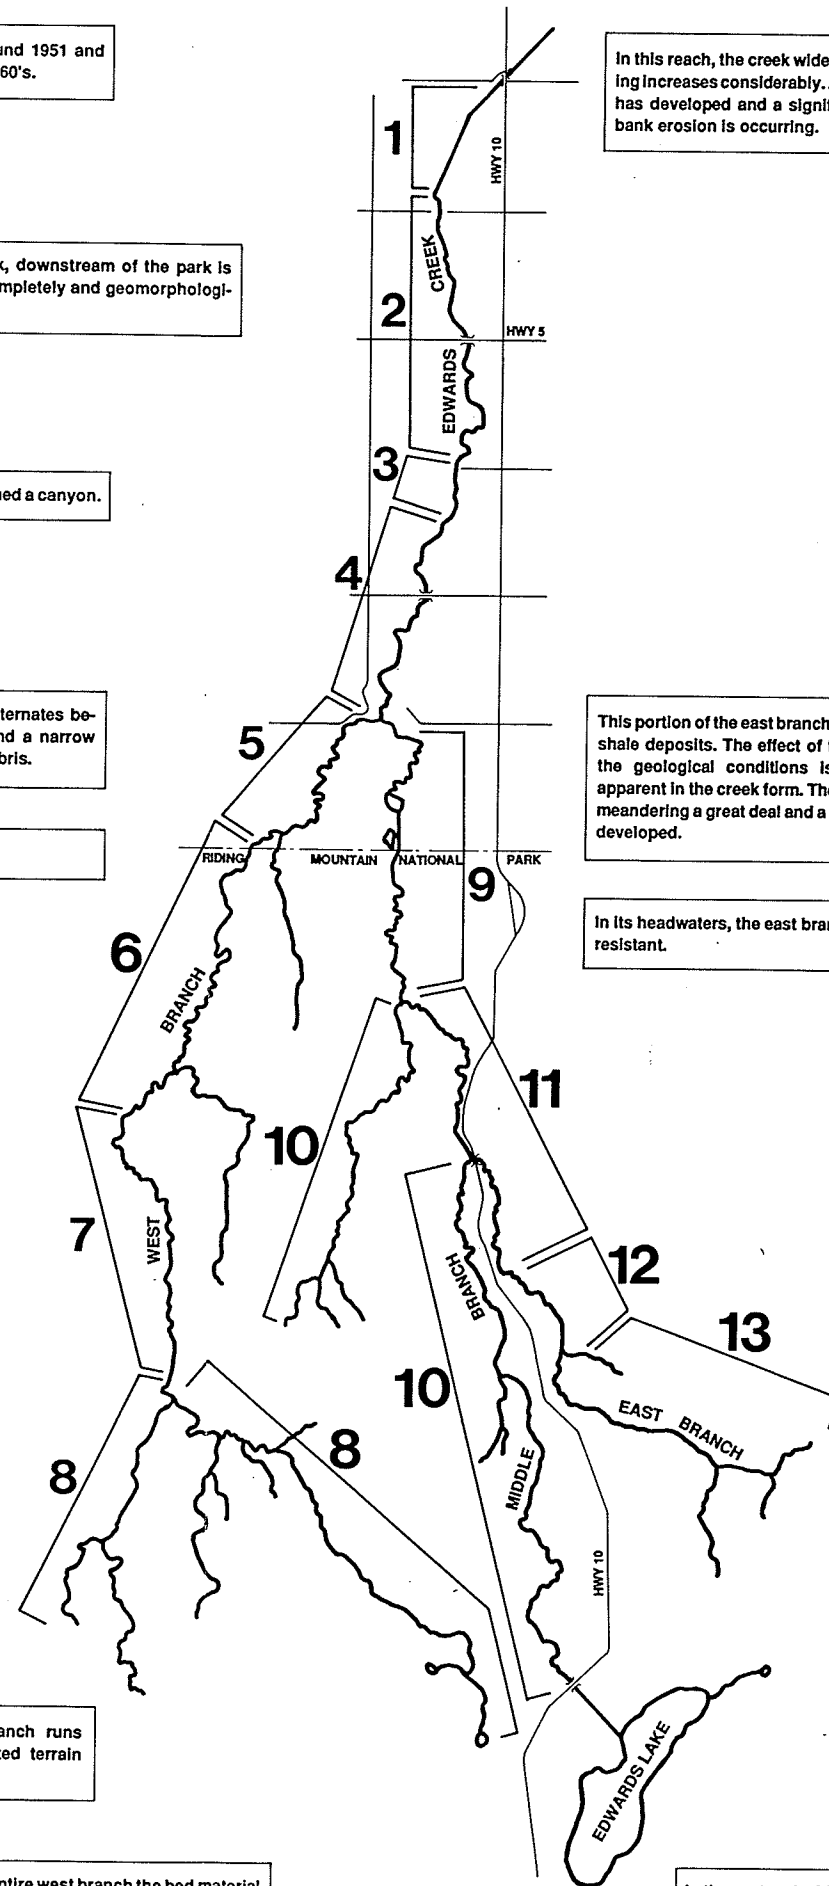 und 1951 and
60's.
In this reach, the creek wide
ing increases considerably..
has developed and a signif
bank erosion is occurring.
1
HWY 10
k, downstream of the park is
mpletely and geomorphologi-
CREEK
2
HWY 5
EDWARDS
3
ed a canyon.
4
ternates be-
nd a narrow
bris.
5
This portion of the east branch
shale deposits. The effect of
the geological conditions is
apparent in the creek form. The
meandering a great deal and a
developed.
RIDING MOUNTAIN NATIONAL PARK
9
In its headwaters, the east bran
resistant.
6
BRANCH
11
10
7
WEST
12
BRANCH
13
10
EAST BRANCH
8
8
MIDDLE
HWY 10
anch runs
ed terrain
EDWARDS LAKE
ntire west branch the bed material